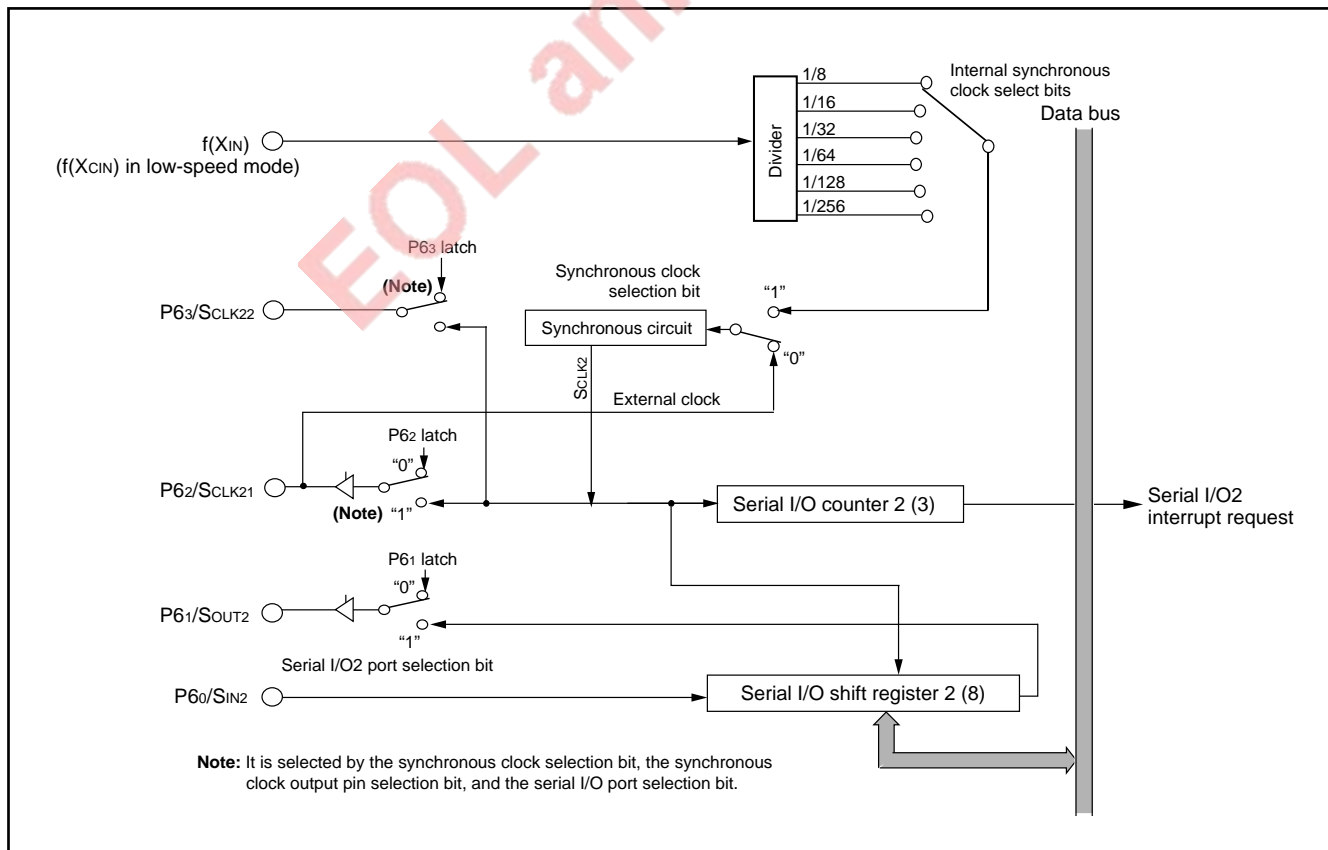 EOL an
1/8
1/16
1/32
1/64
1/128
1/256
Divider
Internal synchronous
clock select bits
Data bus
f(XIN)
(f(XCIN) in low-speed mode)
P63 latch
(Note)
P63/SCLK22
Synchronous clock
selection bit
"1"
Synchronous circuit
"0"
SCLK2
External clock
P62 latch
"0"
P62/SCLK21
(Note) "1"
Serial I/O counter 2 (3)
Serial I/O2
interrupt request
P61 latch
"0"
P61/SOUT2
"1"
Serial I/O2 port selection bit
P60/SIN2
Serial I/O shift register 2 (8)
Note: It is selected by the synchronous clock selection bit, the synchronous
clock output pin selection bit, and the serial I/O port selection bit.